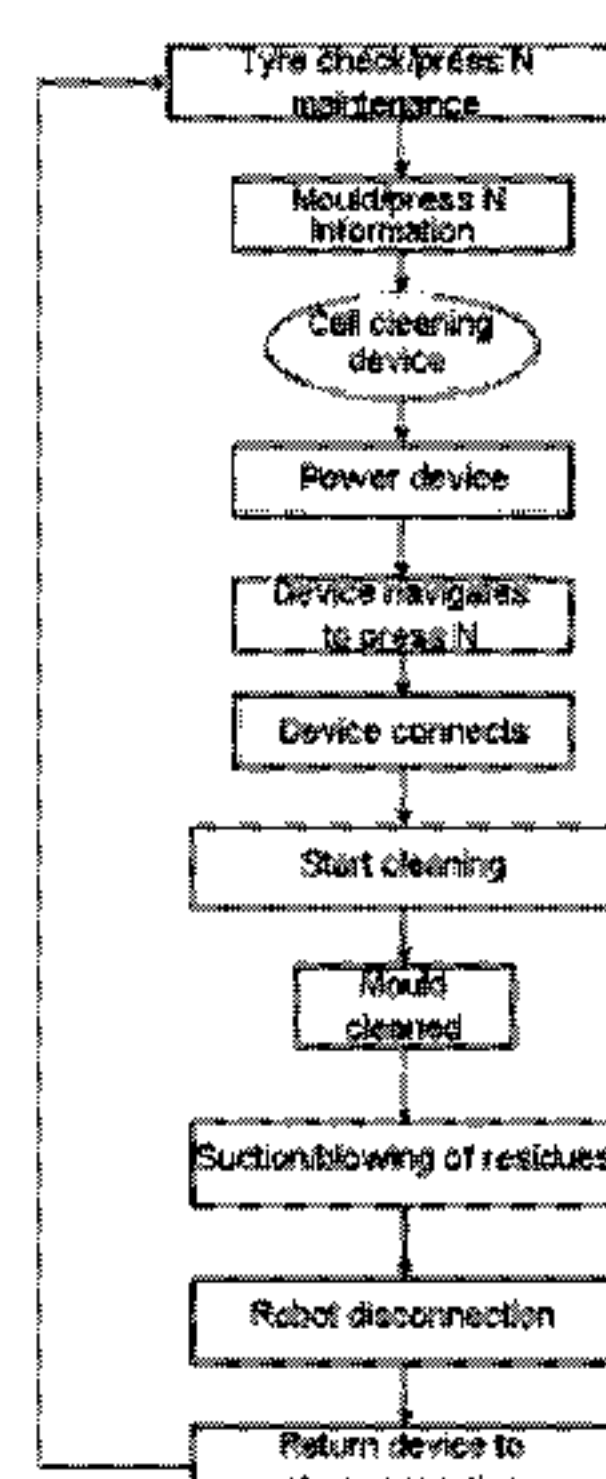 Tyre check/press N
maintenance
Mould/press N
Information
Call cleaning
device
Power device
Device navigates
to press N
Device connects
Start cleaning
Mould
cleaned
Suction/blowing of residues
Robot disconnection
Return device to